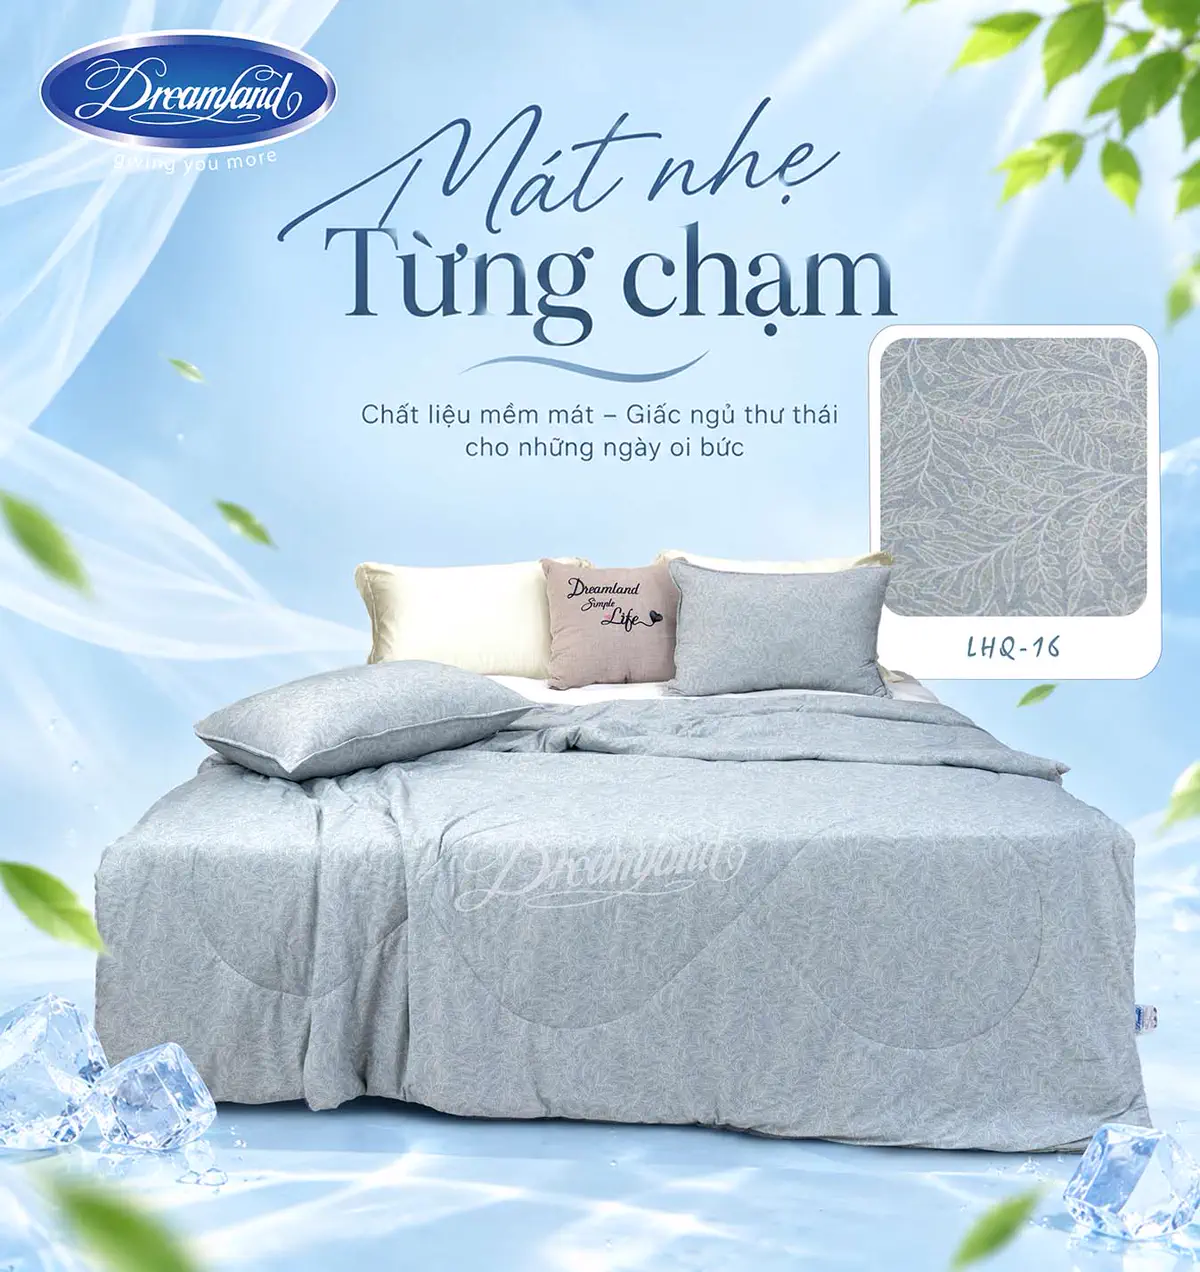 Dreamland
giving you more
Mát nhẹ
Từng chạm
Chất liệu mềm mát – Giấc ngủ thư thái
cho những ngày oi bức
LHQ-16
Dreamland
Simple
Life
Dreamland
Dreamland